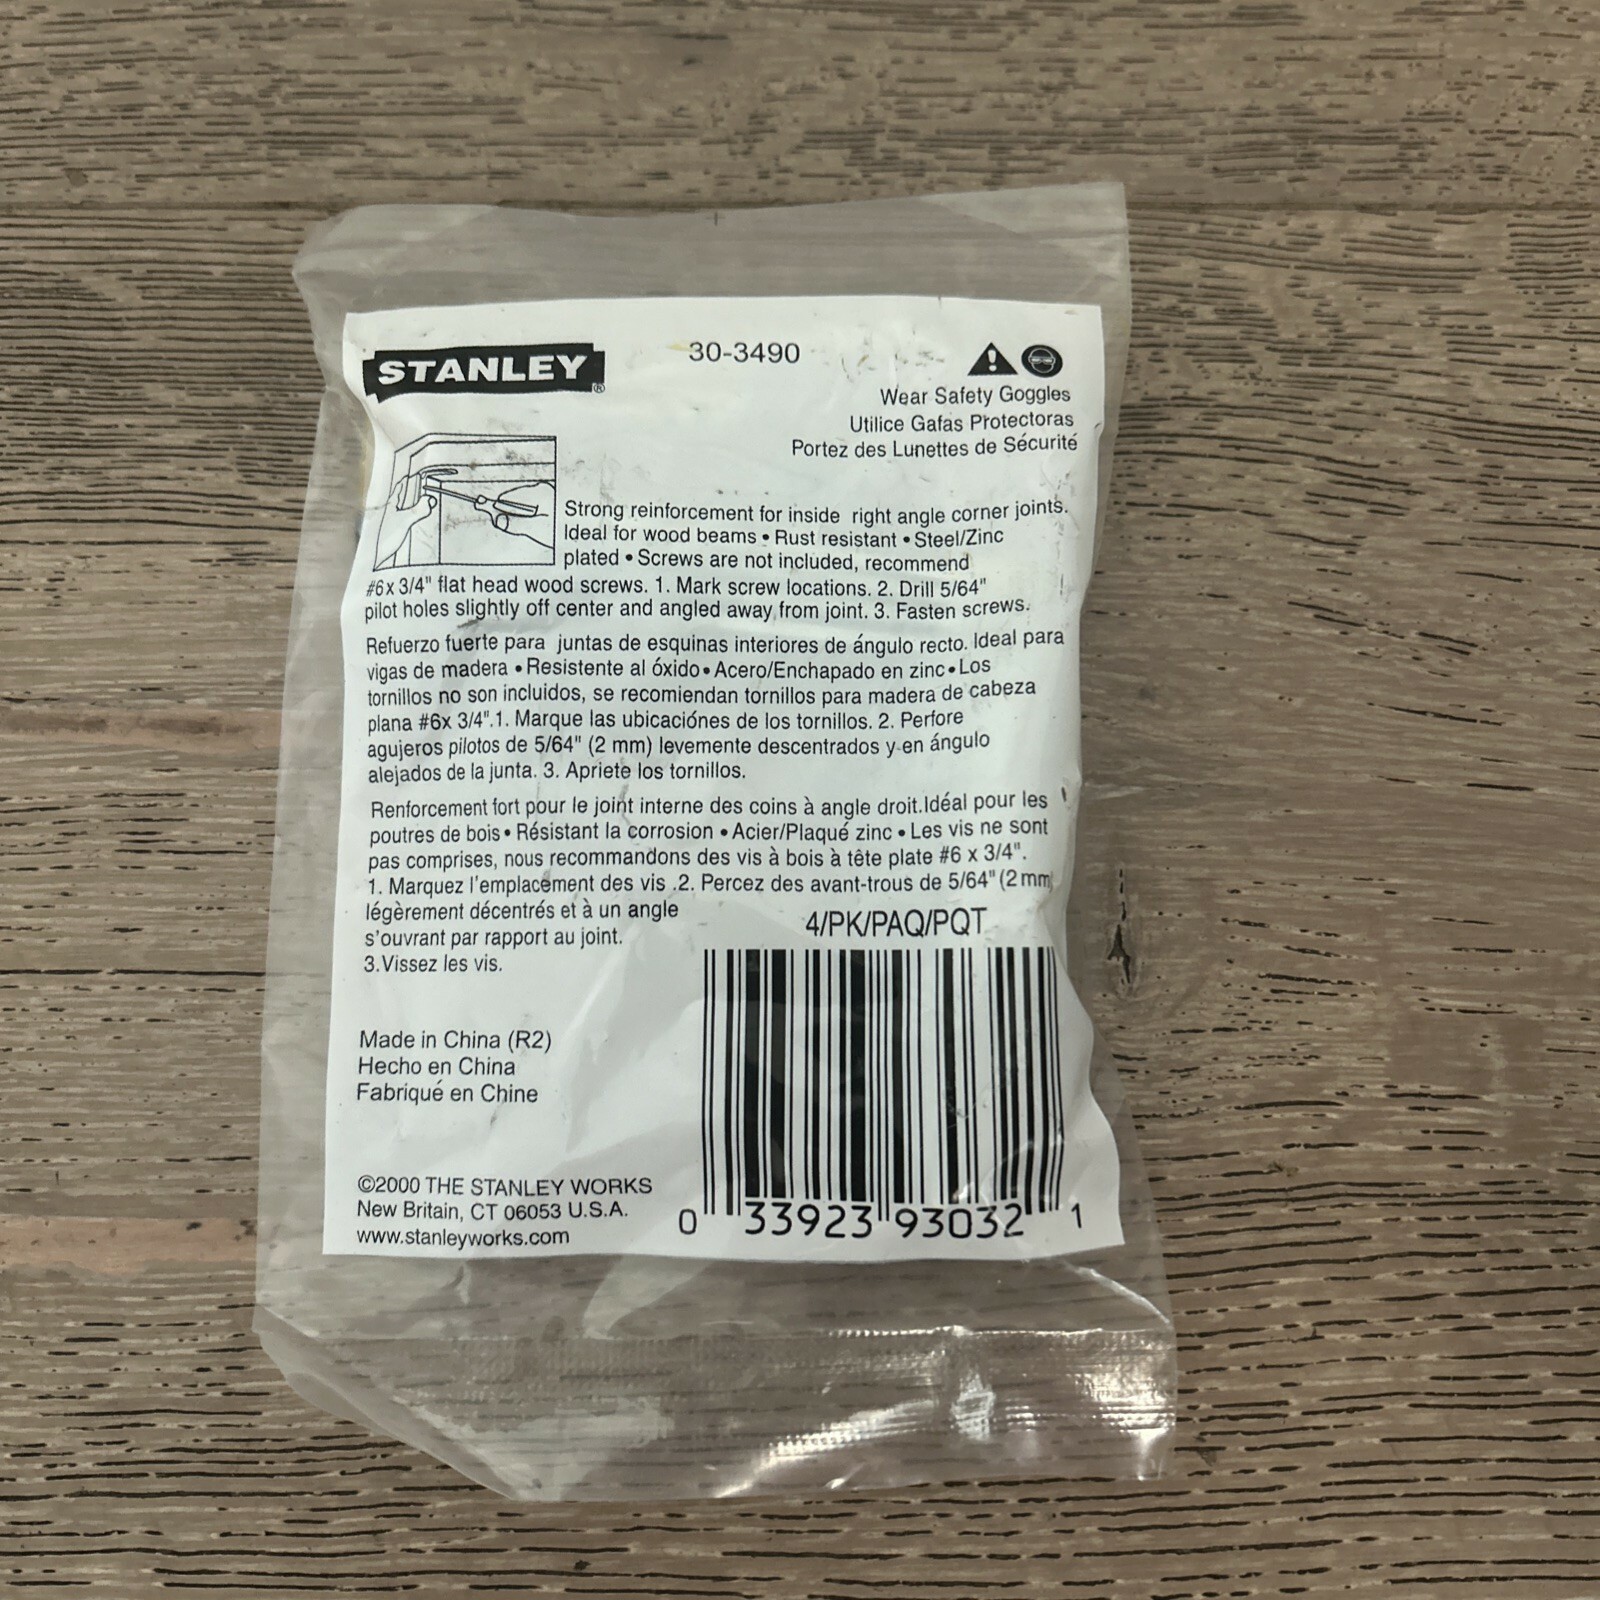 STANLEY®
30-3490
Wear Safety Goggles
Utilice Gafas Protectoras
Portez des Lunettes de Sécurité
Strong reinforcement for inside right angle corner joints.
Ideal for wood beams • Rust resistant • Steel/Zinc
plated • Screws are not included, recommend
#6x 3/4" flat head wood screws. 1. Mark screw locations. 2. Drill 5/64"
pilot holes slightly off center and angled away from joint. 3. Fasten screws.
Refuerzo fuerte para juntas de esquinas interiores de ángulo recto. Ideal para
vigas de madera • Resistente al óxido • Acero/Enchapado en zinc • Los
tornillos no son incluidos, se recomiendan tornillos para madera de cabeza
plana #6x 3/4".1. Marque las ubicaciónes de los tornillos. 2. Perfore
agujeros pilotos de 5/64" (2 mm) levemente descentrados y en ángulo
alejados de la junta. 3. Apriete los tornillos.
Renforcement fort pour le joint interne des coins à angle droit.Idéal pour les
poutres de bois • Résistant la corrosion • Acier/Plaqué zinc • Les vis ne sont
pas comprises, nous recommandons des vis à bois à tête plate #6 x 3/4".
1. Marquez l'emplacement des vis .2. Percez des avant-trous de 5/64" (2 mm)
légèrement décentrés et à un angle
s'ouvrant par rapport au joint.
3.Vissez les vis.
4/PK/PAQ/PQT
Made in China (R2)
Hecho en China
Fabriqué en Chine
©2000 THE STANLEY WORKS
New Britain, CT 06053 U.S.A.
www.stanleyworks.com
0 33923 93032 1